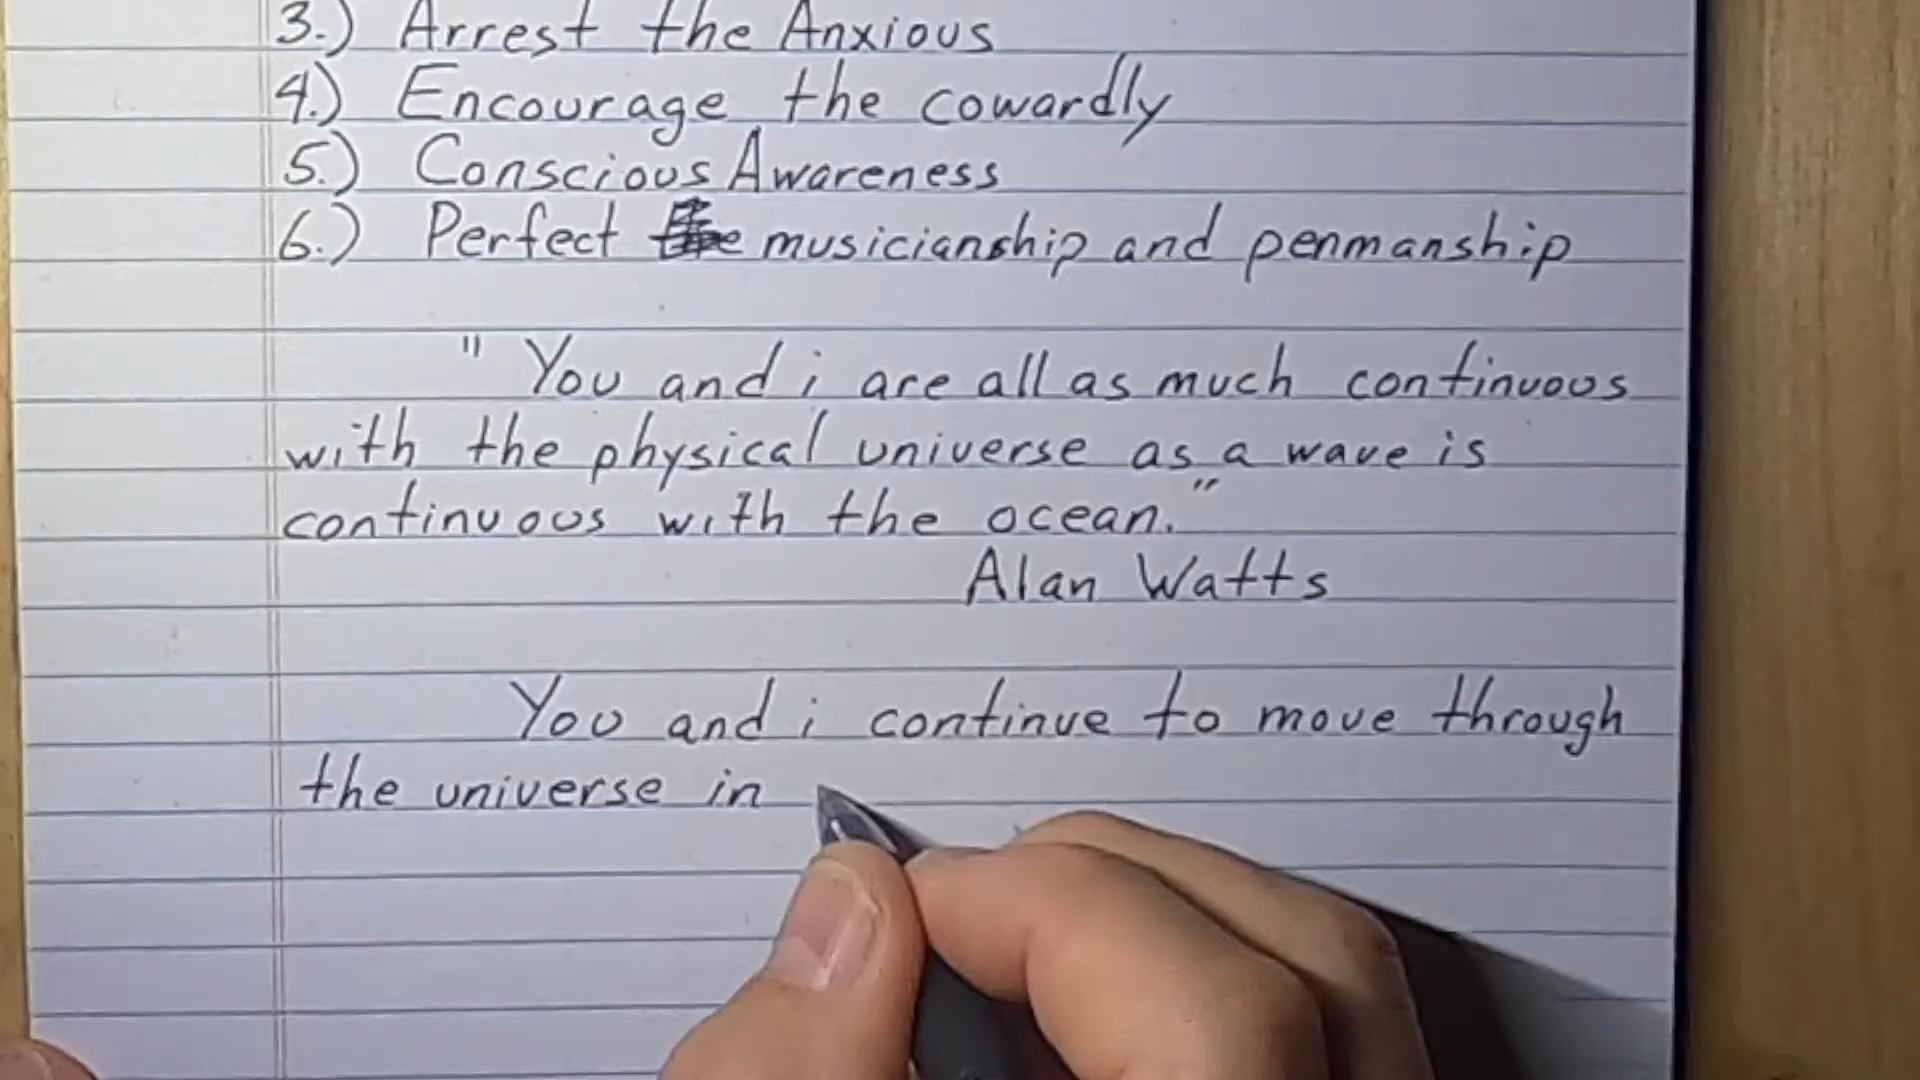 3.) Arrest the Anxious
4.) Encourage the cowardly
5.) Conscious Awareness
6.) Perfect musicianship and penmanship
" You and i are all as much continuous
with the physical universe as a wave is
continuous with the ocean."
Alan Watts
You and i continue to move through
the universe in